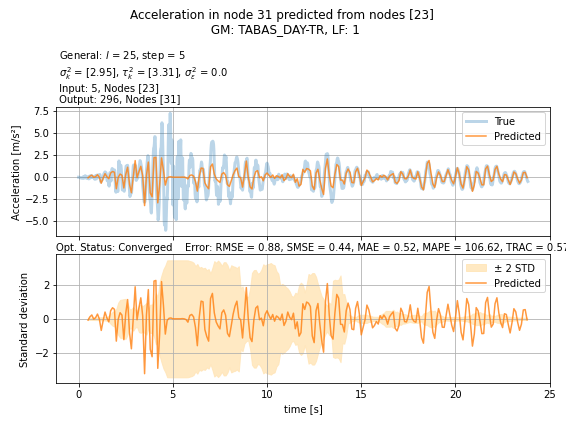 Acceleration in node 31 predicted from nodes [23]
GM: TABAS_DAY-TR, LF: 1
General: l = 25, step = 5
σ_k² = [2.95], τ_k² = [3.31], σ_ε² = 0.0
Input: 5, Nodes [23]
Output: 296, Nodes [31]
Acceleration [m/s²]
7.5
5.0
2.5
0.0
−2.5
−5.0
True
Predicted
Opt. Status: Converged Error: RMSE = 0.88, SMSE = 0.44, MAE = 0.52, MAPE = 106.62, TRAC = 0.57
Standard deviation
2
0
−2
± 2 STD
Predicted
0 5 10 15 20 25
time [s]